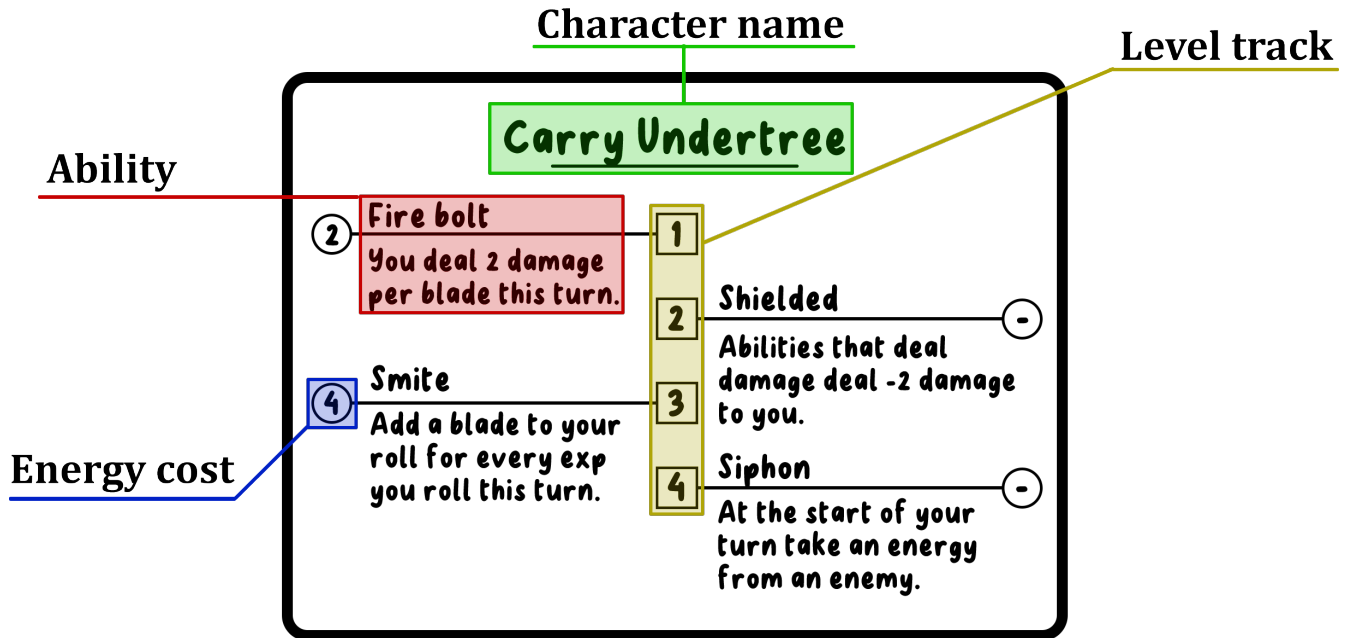 Character name
Level track
Carry Undertree
Ability
Fire bolt
2
1
You deal 2 damage
per blade this turn.
Shielded
2
-
Abilities that deal
damage deal -2 damage
to you.
Smite
4
3
Add a blade to your
roll for every exp
you roll this turn.
Energy cost
Siphon
4
-
At the start of your
turn take an energy
from an enemy.